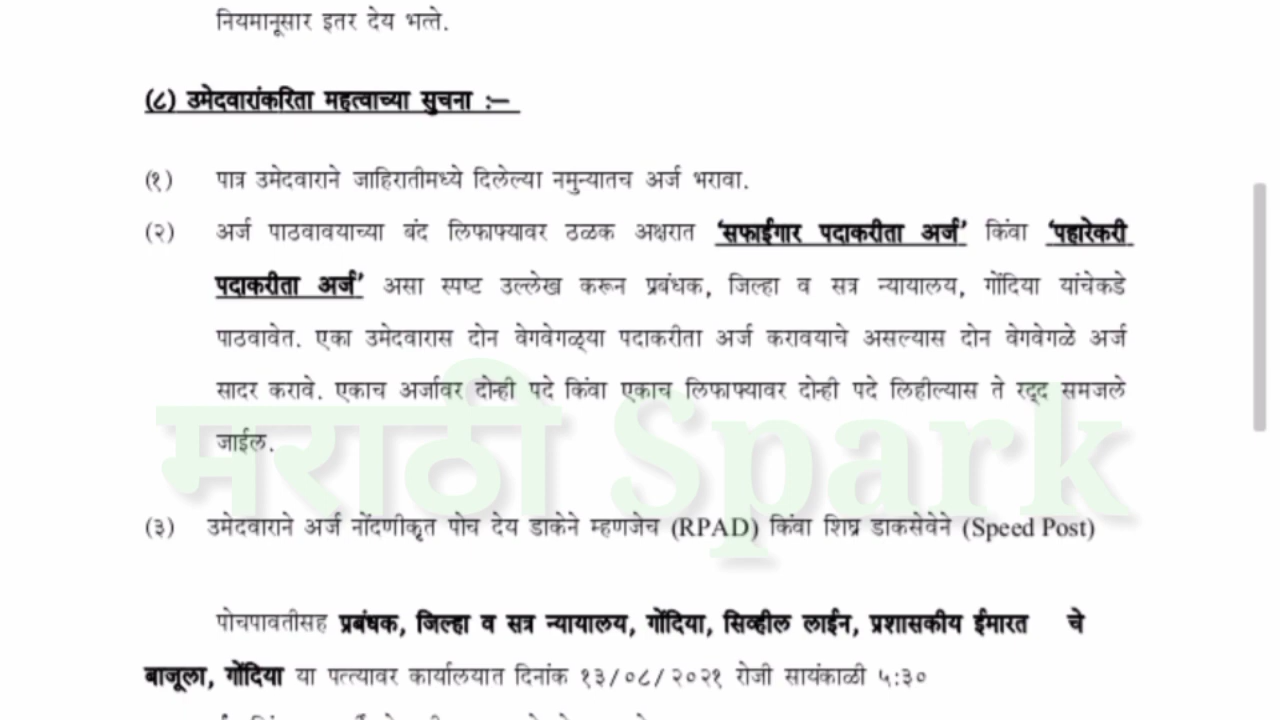 नियमानूसार इतर देय भत्ते.
(८) उमेदवारांकरिता महत्वाच्या सुचना :—
(१) पात्र उमेदवाराने जाहिरातीमध्ये दिलेल्या नमुन्यातच अर्ज भरावा.
(२) अर्ज पाठवावयाच्या बंद लिफाफ्यावर ठळक अक्षरात ‘सफाईगार पदाकरीता अर्ज’ किंवा ‘पहारेकरी
पदाकरीता अर्ज’ असा स्पष्ट उल्लेख करून प्रबंधक, जिल्हा व सत्र न्यायालय, गोंदिया यांचेकडे
पाठवावेत. एका उमेदवारास दोन वेगवेगळ्या पदाकरीता अर्ज करावयाचे असल्यास दोन वेगवेगळे अर्ज
सादर करावे. एकाच अर्जावर दोन्ही पदे किंवा एकाच लिफाफ्यावर दोन्ही पदे लिहील्यास ते रद्द समजले
जाईल.
मराठी Spark
(३) उमेदवाराने अर्ज नोंदणीकृत पोच देय डाकेने म्हणजेच (RPAD) किंवा शिघ्र डाकसेवेने (Speed Post)
पोचपावतीसह प्रबंधक, जिल्हा व सत्र न्यायालय, गोंदिया, सिव्हील लाईन, प्रशासकीय ईमारत चे
बाजूला, गोंदिया या पत्त्यावर कार्यालयात दिनांक १३/०८/२०२१ रोजी सायंकाळी ५:३०